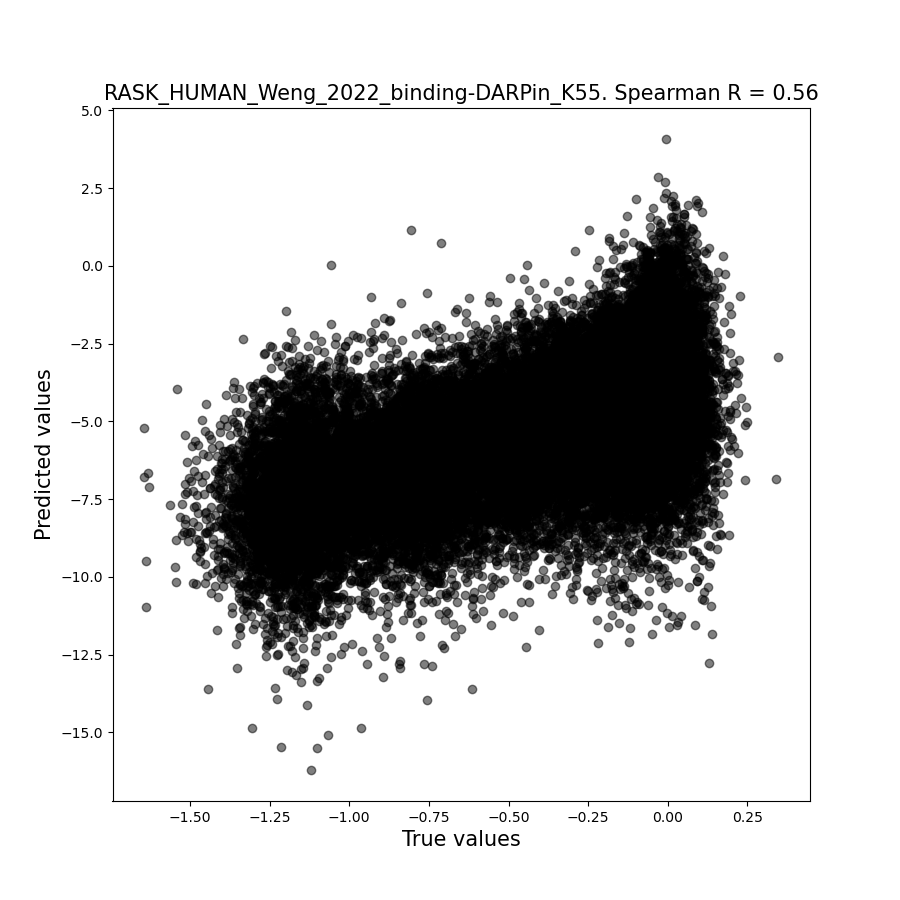 RASK_HUMAN_Weng_2022_binding-DARPin_K55. Spearman R = 0.56
5.0
2.5
0.0
−2.5
−5.0
−7.5
−10.0
−12.5
−15.0
Predicted values
−1.50 −1.25 −1.00 −0.75 −0.50 −0.25 0.00 0.25
True values